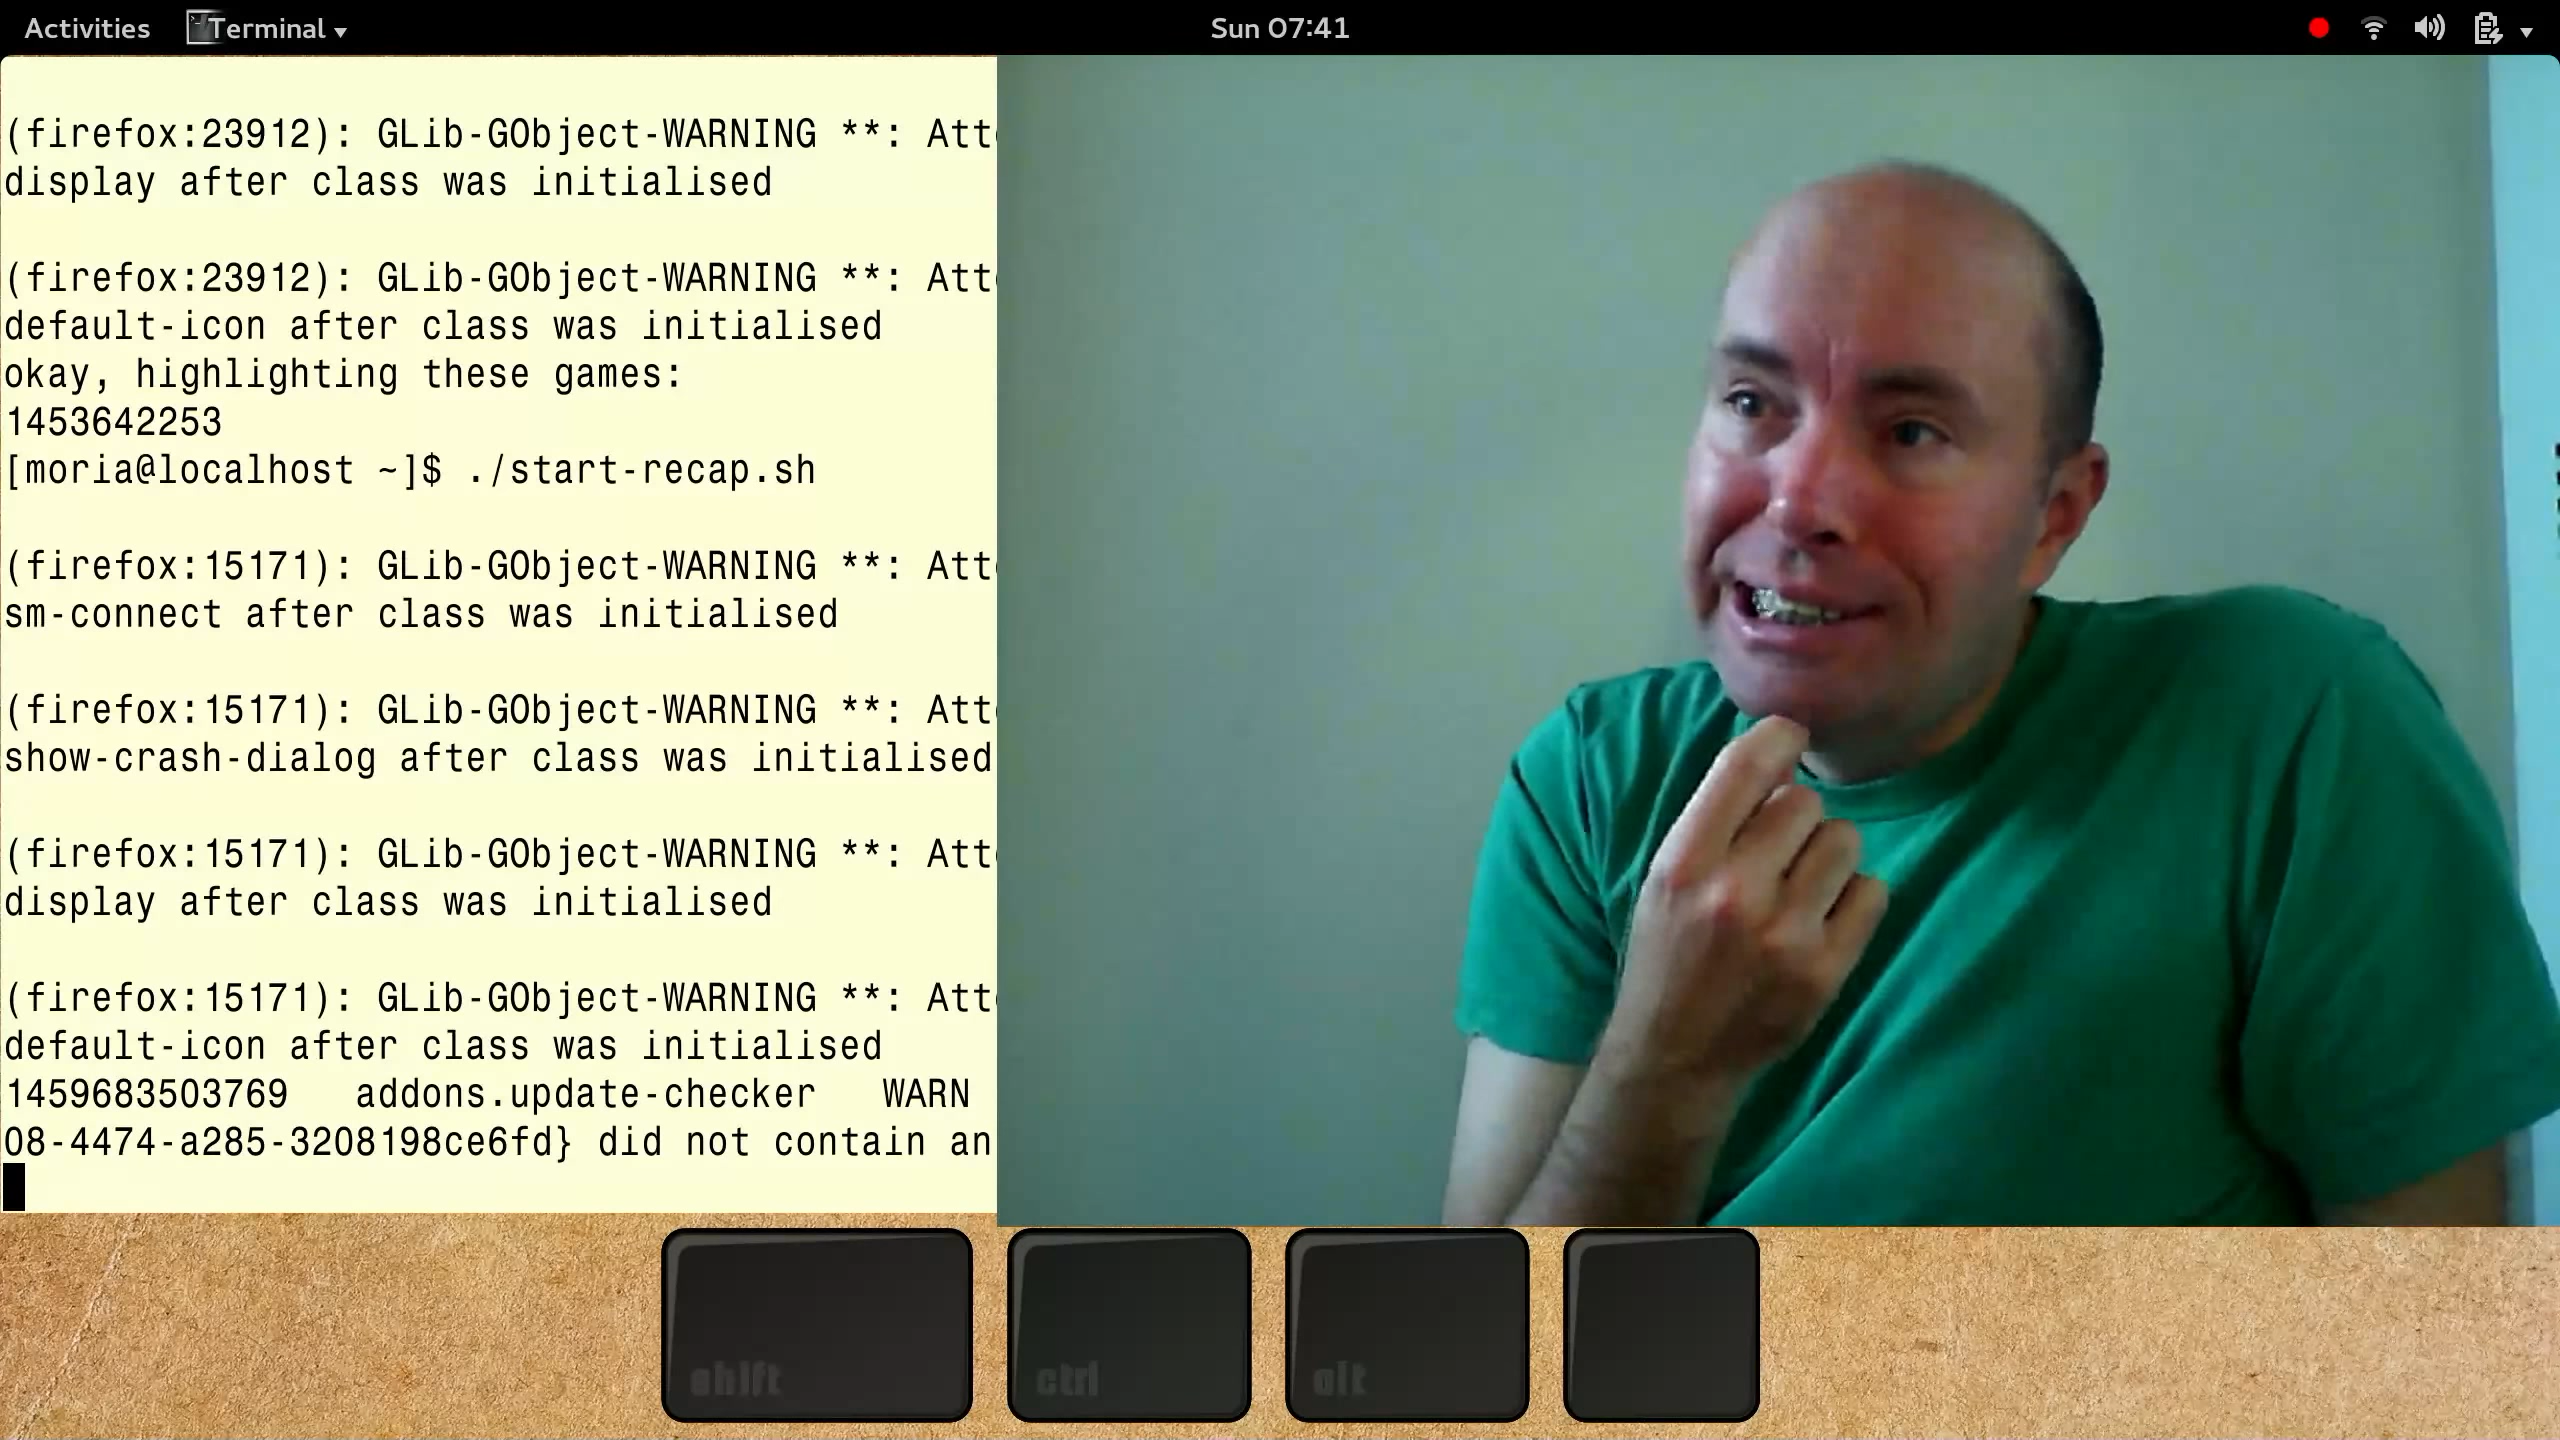 Activities
Terminal
Sun 07:41
(firefox:23912): GLib-GObject-WARNING **: Att
display after class was initialised
(firefox:23912): GLib-GObject-WARNING **: Att
default-icon after class was initialised
okay, highlighting these games:
1453642253
[moria@localhost ~]$ ./start-recap.sh
(firefox:15171): GLib-GObject-WARNING **: Att
sm-connect after class was initialised
(firefox:15171): GLib-GObject-WARNING **: Att
show-crash-dialog after class was initialised
(firefox:15171): GLib-GObject-WARNING **: Att
display after class was initialised
(firefox:15171): GLib-GObject-WARNING **: Att
default-icon after class was initialised
1459683503769 addons.update-checker WARN
08-4474-a285-3208198ce6fd} did not contain an
shift
ctrl
alt